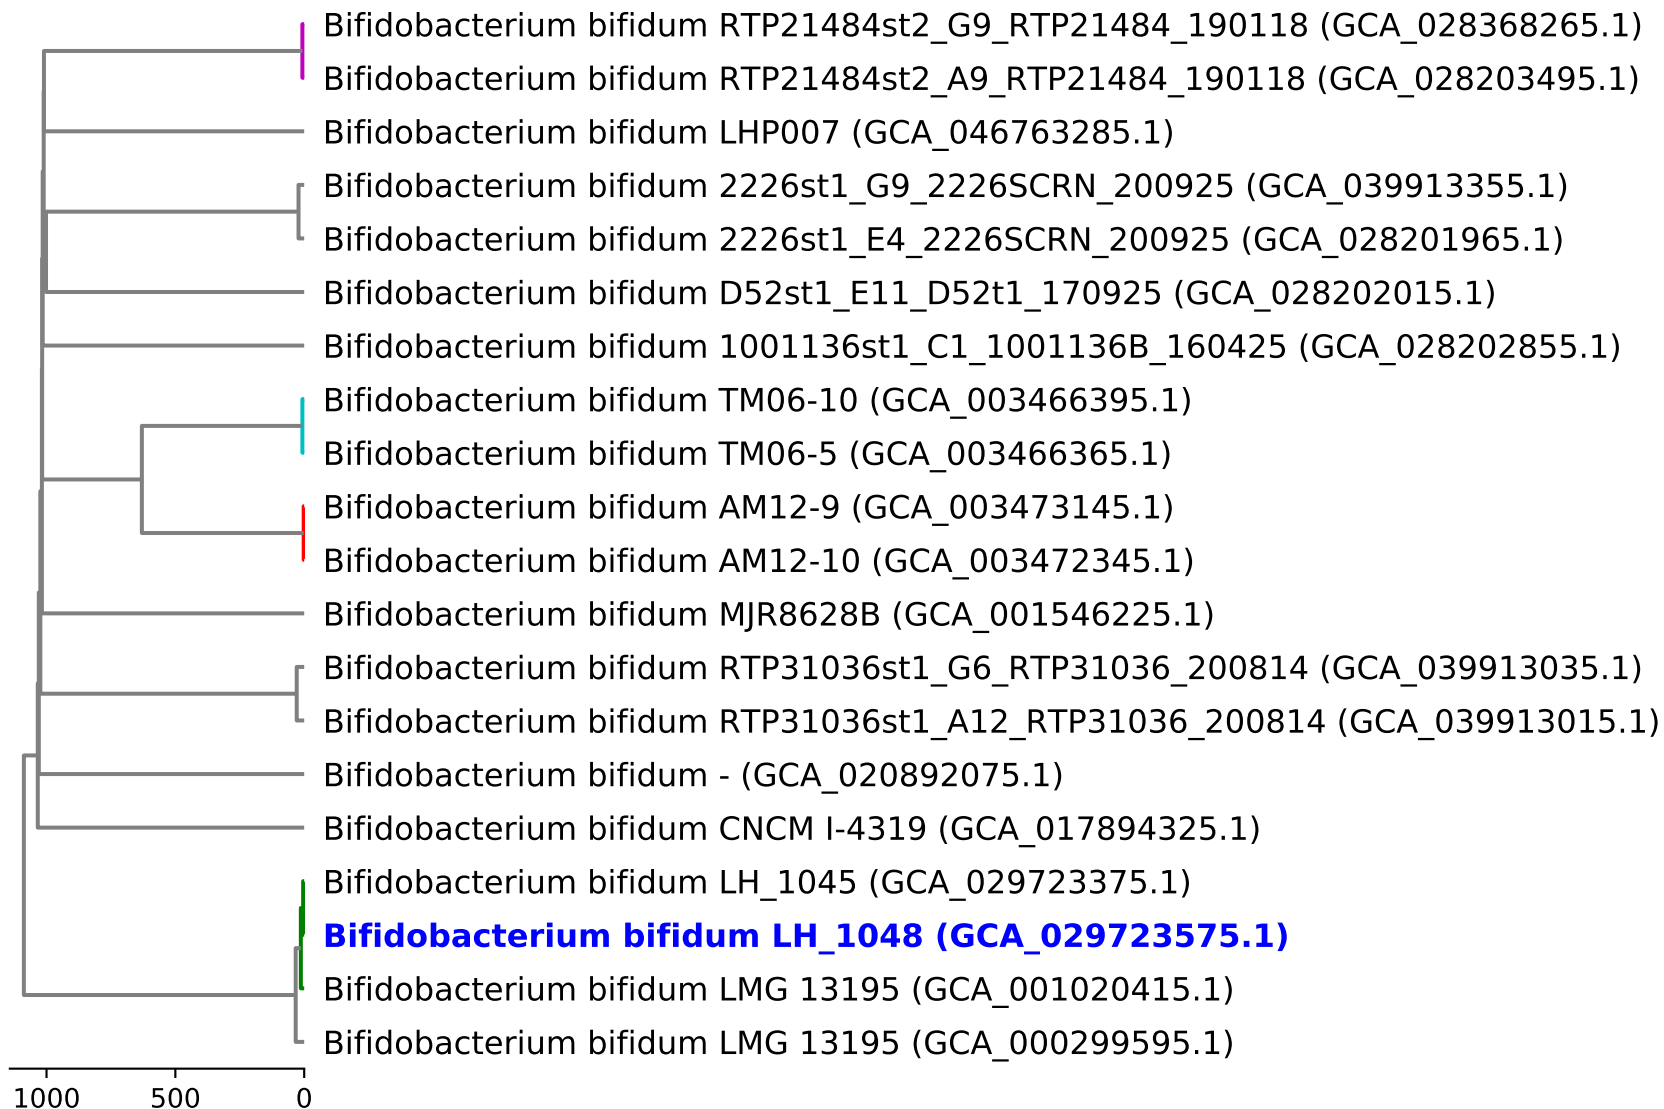 Bifidobacterium bifidum RTP21484st2_G9_RTP21484_190118 (GCA_028368265.1)
Bifidobacterium bifidum RTP21484st2_A9_RTP21484_190118 (GCA_028203495.1)
Bifidobacterium bifidum LHP007 (GCA_046763285.1)
Bifidobacterium bifidum 2226st1_G9_2226SCRN_200925 (GCA_039913355.1)
Bifidobacterium bifidum 2226st1_E4_2226SCRN_200925 (GCA_028201965.1)
Bifidobacterium bifidum D52st1_E11_D52t1_170925 (GCA_028202015.1)
Bifidobacterium bifidum 1001136st1_C1_1001136B_160425 (GCA_028202855.1)
Bifidobacterium bifidum TM06-10 (GCA_003466395.1)
Bifidobacterium bifidum TM06-5 (GCA_003466365.1)
Bifidobacterium bifidum AM12-9 (GCA_003473145.1)
Bifidobacterium bifidum AM12-10 (GCA_003472345.1)
Bifidobacterium bifidum MJR8628B (GCA_001546225.1)
Bifidobacterium bifidum RTP31036st1_G6_RTP31036_200814 (GCA_039913035.1)
Bifidobacterium bifidum RTP31036st1_A12_RTP31036_200814 (GCA_039913015.1)
Bifidobacterium bifidum - (GCA_020892075.1)
Bifidobacterium bifidum CNCM I-4319 (GCA_017894325.1)
Bifidobacterium bifidum LH_1045 (GCA_029723375.1)
Bifidobacterium bifidum LH_1048 (GCA_029723575.1)
Bifidobacterium bifidum LMG 13195 (GCA_001020415.1)
Bifidobacterium bifidum LMG 13195 (GCA_000299595.1)
1000 500 0